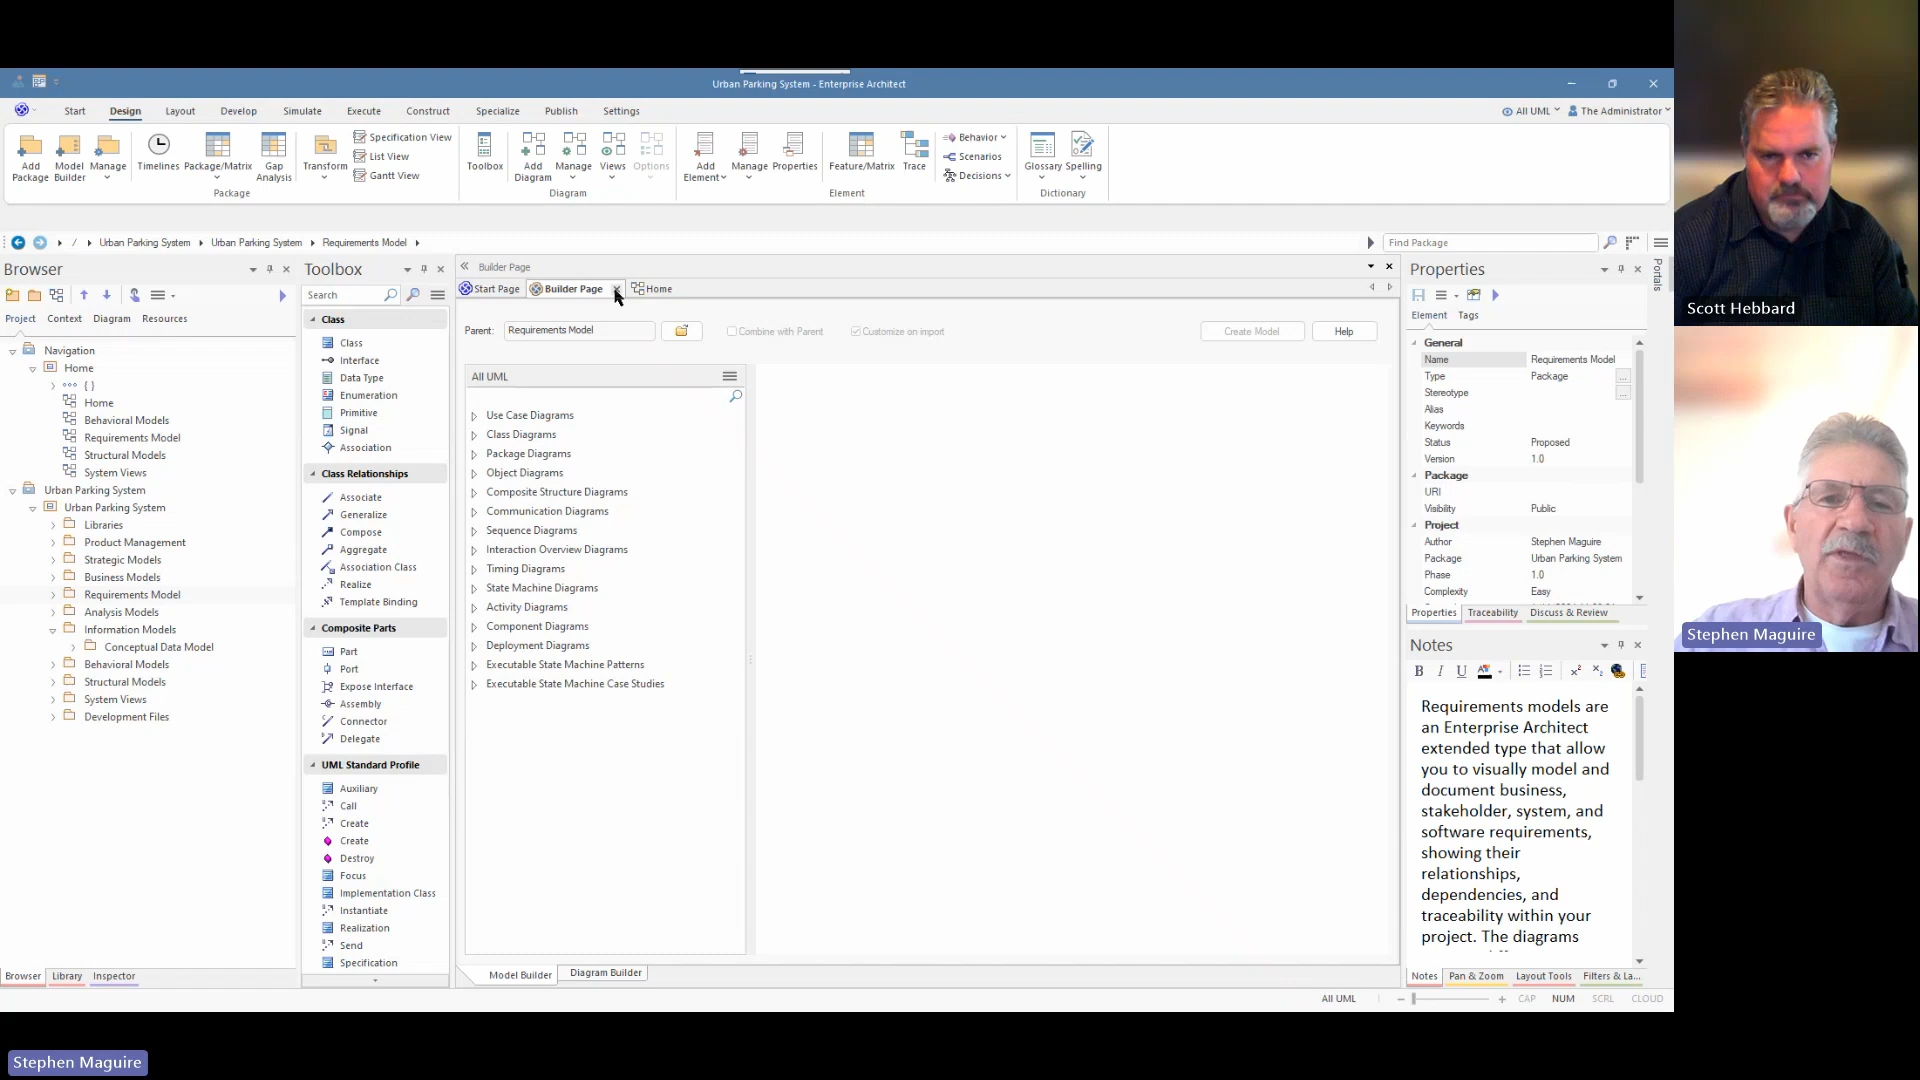 Urban Parking System - Enterprise Architect
Start Design Layout Develop Simulate Execute Construct Specialize Publish Settings
All UML The Administrator
Add Package
Model Builder
Manage
Timelines
Package/Matrix
Gap Analysis
Transform
Specification View
List View
Gantt View
Package
Toolbox
Add Diagram
Manage
Views
Options
Diagram
Add Element
Manage
Properties
Feature/Matrix
Trace
Behavior
Scenarios
Decisions
Element
Glossary
Spelling
Dictionary
/ Urban Parking System Urban Parking System Requirements Model
Find Package
Browser
Project Context Diagram Resources
Navigation
Home
{ }
Home
Behavioral Models
Requirements Model
Structural Models
System Views
Urban Parking System
Urban Parking System
Libraries
Product Management
Strategic Models
Business Models
Requirements Model
Analysis Models
Information Models
Conceptual Data Model
Behavioral Models
Structural Models
System Views
Development Files
Browser Library Inspector
Toolbox
Search
Class
Class
Interface
Data Type
Enumeration
Primitive
Signal
Association
Class Relationships
Associate
Generalize
Compose
Aggregate
Association Class
Realize
Template Binding
Composite Parts
Part
Port
Expose Interface
Assembly
Connector
Delegate
UML Standard Profile
Auxiliary
Call
Create
Create
Destroy
Focus
Implementation Class
Instantiate
Realization
Send
Specification
Builder Page
Start Page Builder Page Home
Parent: Requirements Model Combine with Parent Customize on import Create Model Help
All UML
Use Case Diagrams
Class Diagrams
Package Diagrams
Object Diagrams
Composite Structure Diagrams
Communication Diagrams
Sequence Diagrams
Interaction Overview Diagrams
Timing Diagrams
State Machine Diagrams
Activity Diagrams
Component Diagrams
Deployment Diagrams
Executable State Machine Patterns
Executable State Machine Case Studies
Model Builder Diagram Builder
Properties
Element Tags
General
Name Requirements Model
Type Package
Stereotype
Alias
Keywords
Status Proposed
Version 1.0
Package
URI
Visibility Public
Project
Author Stephen Maguire
Package Urban Parking System
Phase 1.0
Complexity Easy
Properties Traceability Discuss & Review
Portals
Notes
B I U A
Requirements models are
an Enterprise Architect
extended type that allow
you to visually model and
document business,
stakeholder, system, and
software requirements,
showing their
relationships,
dependencies, and
traceability within your
project. The diagrams
Notes Pan & Zoom Layout Tools Filters & La...
All UML CAP NUM SCRL CLOUD
Scott Hebbard
Stephen Maguire
Stephen Maguire